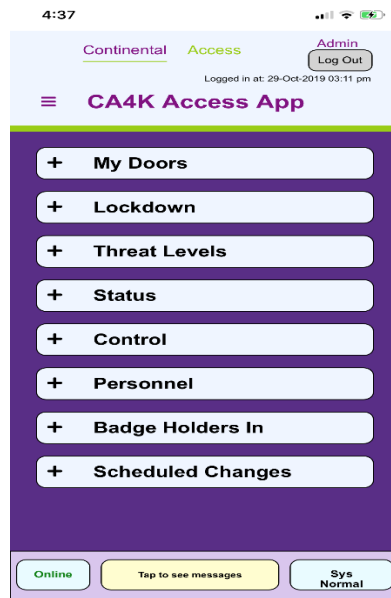 4:37
Continental Access Admin
Log Out
Logged in at: 29-Oct-2019 03:11 pm
≡ CA4K Access App
+ My Doors
+ Lockdown
+ Threat Levels
+ Status
+ Control
+ Personnel
+ Badge Holders In
+ Scheduled Changes
Online Tap to see messages Sys
Normal